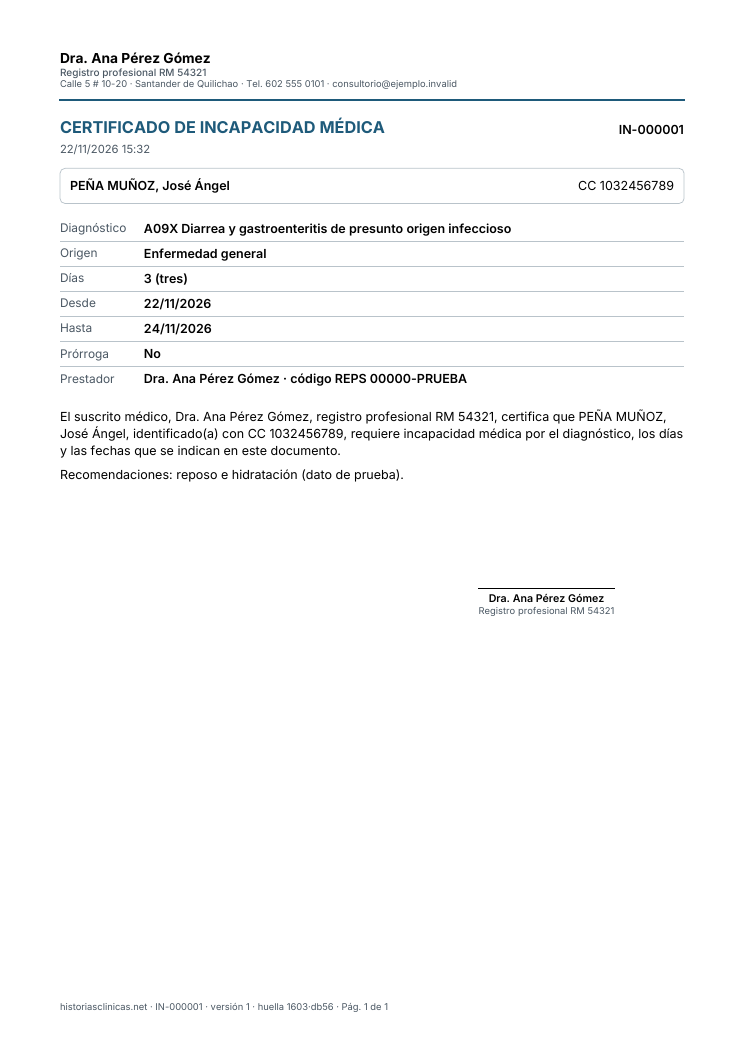 Dra. Ana Pérez Gómez
Registro profesional RM 54321
Calle 5 # 10-20 · Santander de Quilichao · Tel. 602 555 0101 · consultorio@ejemplo.invalid
CERTIFICADO DE INCAPACIDAD MÉDICA IN-000001
22/11/2026 15:32
PEÑA MUÑOZ, José Ángel CC 1032456789
Diagnóstico A09X Diarrea y gastroenteritis de presunto origen infeccioso
Origen Enfermedad general
Días 3 (tres)
Desde 22/11/2026
Hasta 24/11/2026
Prórroga No
Prestador Dra. Ana Pérez Gómez · código REPS 00000-PRUEBA
El suscrito médico, Dra. Ana Pérez Gómez, registro profesional RM 54321, certifica que PEÑA MUÑOZ,
José Ángel, identificado(a) con CC 1032456789, requiere incapacidad médica por el diagnóstico, los días
y las fechas que se indican en este documento.
Recomendaciones: reposo e hidratación (dato de prueba).
Dra. Ana Pérez Gómez
Registro profesional RM 54321
historiasclinicas.net · IN-000001 · versión 1 · huella 1603·db56 · Pág. 1 de 1